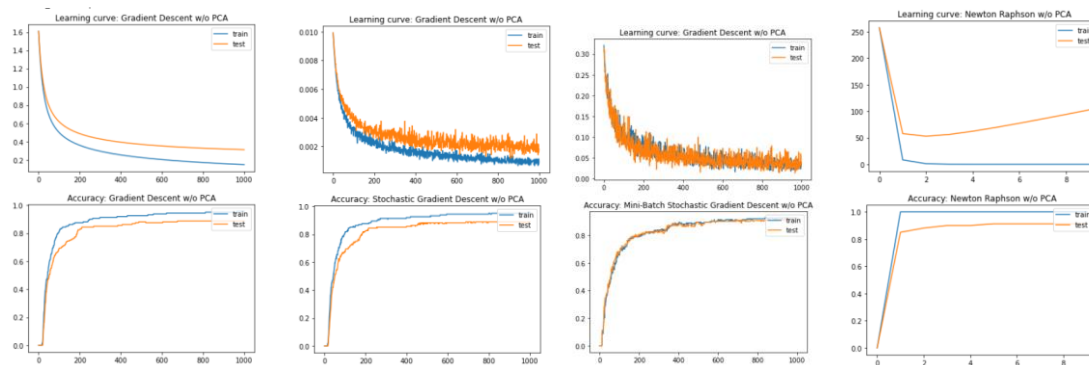 Learning curve: Gradient Descent w/o PCA
train
test
1.6
1.4
1.2
1.0
0.8
0.6
0.4
0.2
0 200 400 600 800 1000
Learning curve: Gradient Descent w/o PCA
train
test
0.010
0.008
0.006
0.004
0.002
0 200 400 600 800 1000
Learning curve: Gradient Descent w/o PCA
train
test
0.30
0.25
0.20
0.15
0.10
0.05
0.00
0 200 400 600 800 1000
Learning curve: Newton Raphson w/o PCA
train
test
250
200
150
100
50
0
0 2 4 6 8
Accuracy: Gradient Descent w/o PCA
train
test
1.0
0.8
0.6
0.4
0.2
0.0
0 200 400 600 800 1000
Accuracy: Stochastic Gradient Descent w/o PCA
train
test
1.0
0.8
0.6
0.4
0.2
0.0
0 200 400 600 800 1000
Accuracy: Mini-Batch Stochastic Gradient Descent w/o PCA
train
test
0.8
0.6
0.4
0.2
0.0
0 200 400 600 800 1000
Accuracy: Newton Raphson w/o PCA
train
test
1.0
0.8
0.6
0.4
0.2
0.0
0 2 4 6 8